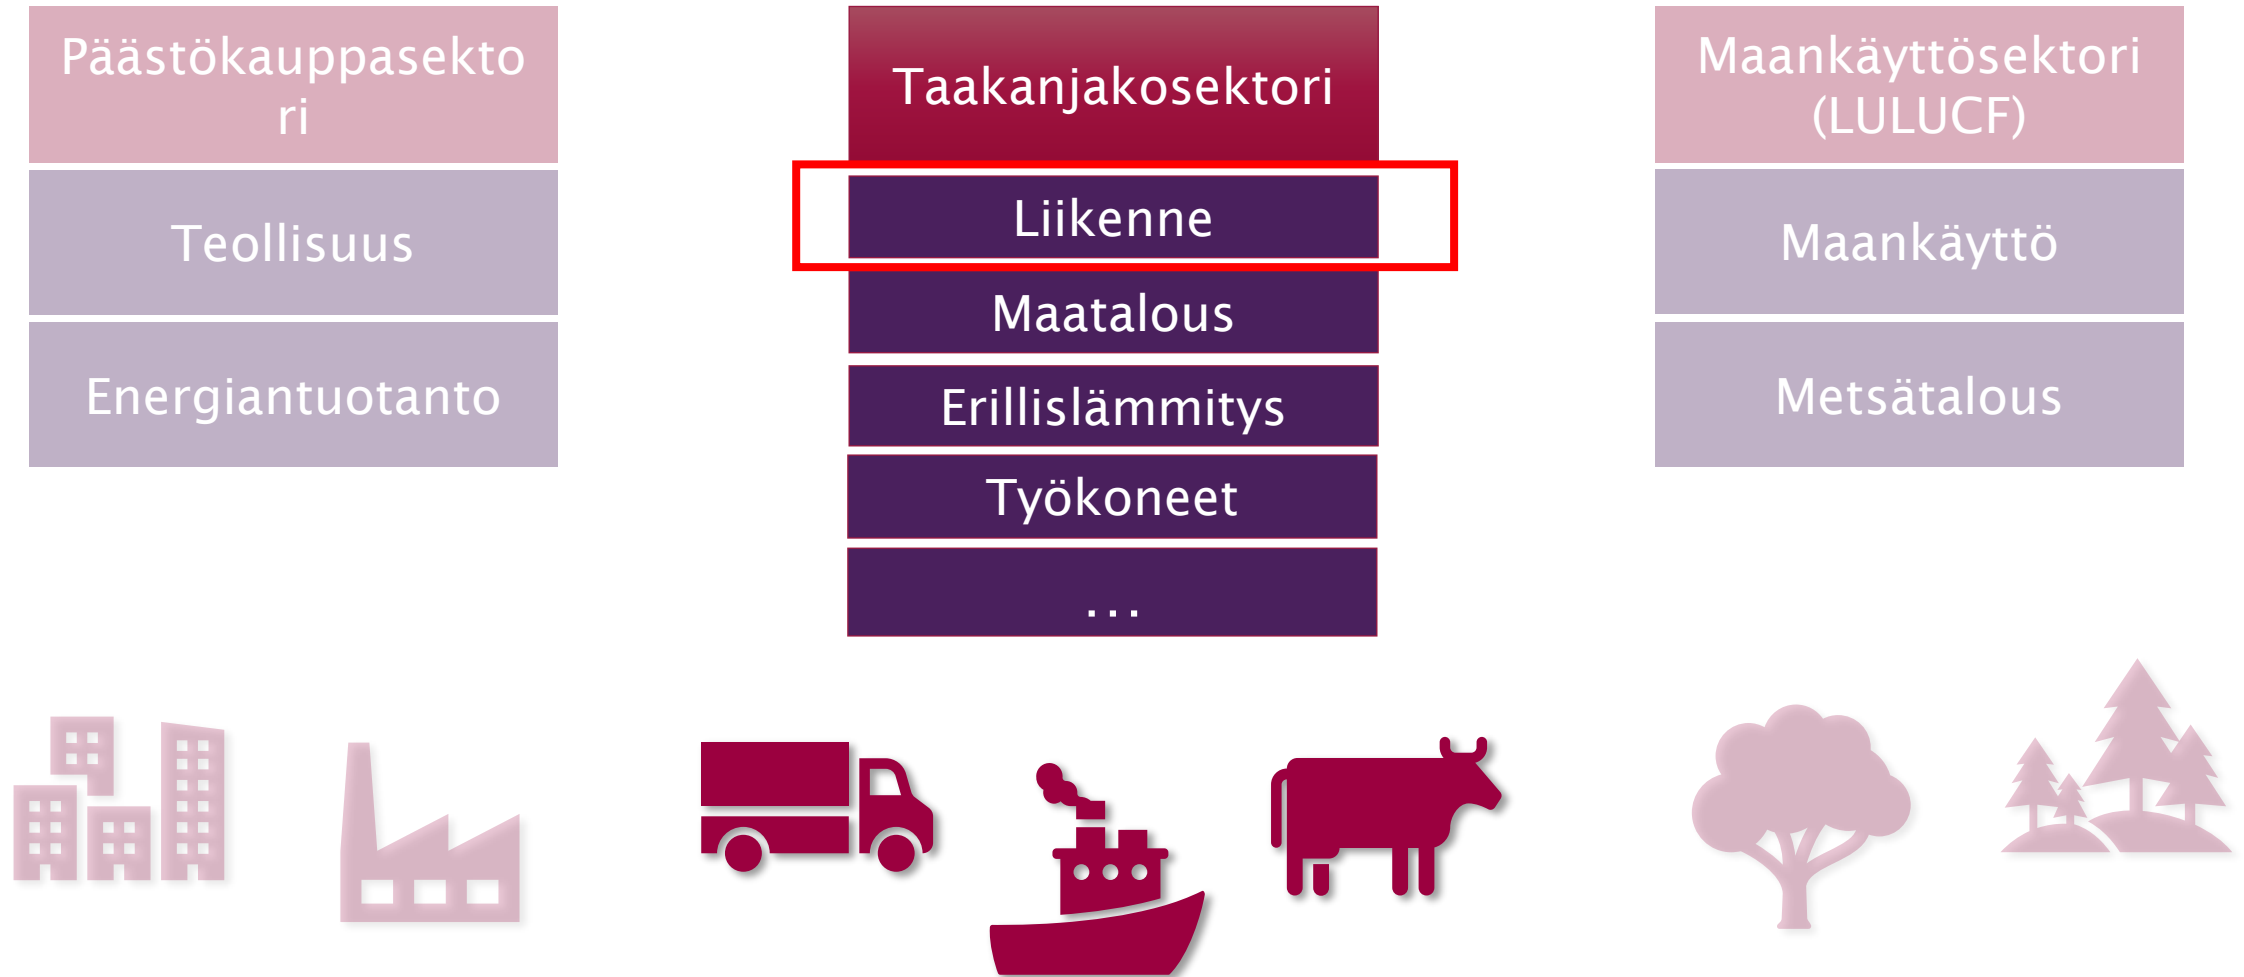 Päästökauppasekto
ri
Teollisuus
Energiantuotanto
Taakanjakosektori
Liikenne
Maatalous
Erillislämmitys
Työkoneet
...
Maankäyttösektori
(LULUCF)
Maankäyttö
Metsätalous